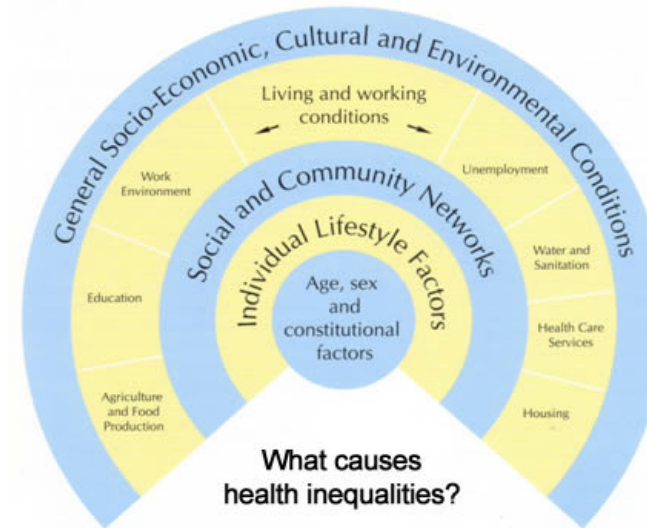 General Socio-Economic, Cultural and Environmental Conditions
Living and working
conditions
Work
Environment
Unemployment
Education
Water and
Sanitation
Agriculture
and Food
Production
Health Care
Services
Housing
Social and Community Networks
Individual Lifestyle Factors
Age, sex
and
constitutional
factors
What causes
health inequalities?